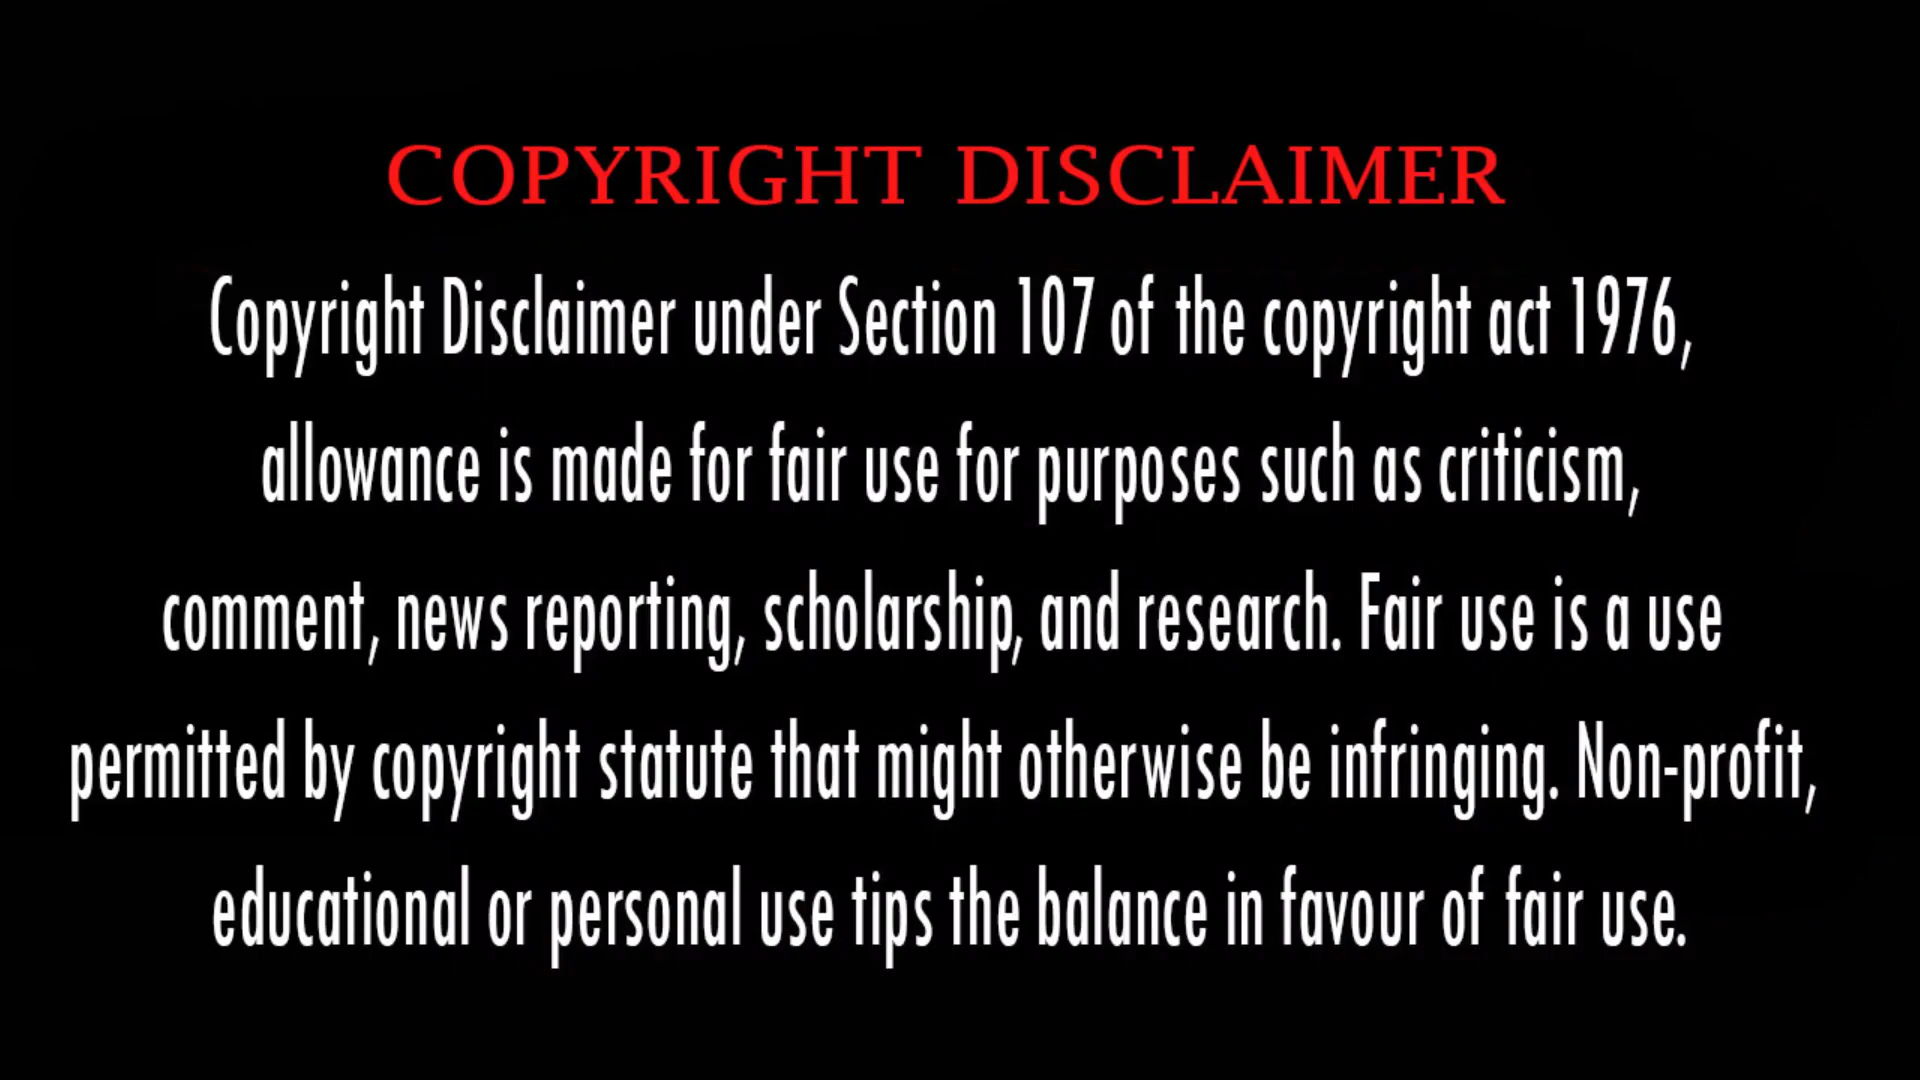 COPYRIGHT DISCLAIMER
Copyright Disclaimer under Section 107 of the copyright act 1976,
allowance is made for fair use for purposes such as criticism,
comment, news reporting, scholarship, and research. Fair use is a use
permitted by copyright statute that might otherwise be infringing. Non-profit,
educational or personal use tips the balance in favour of fair use.